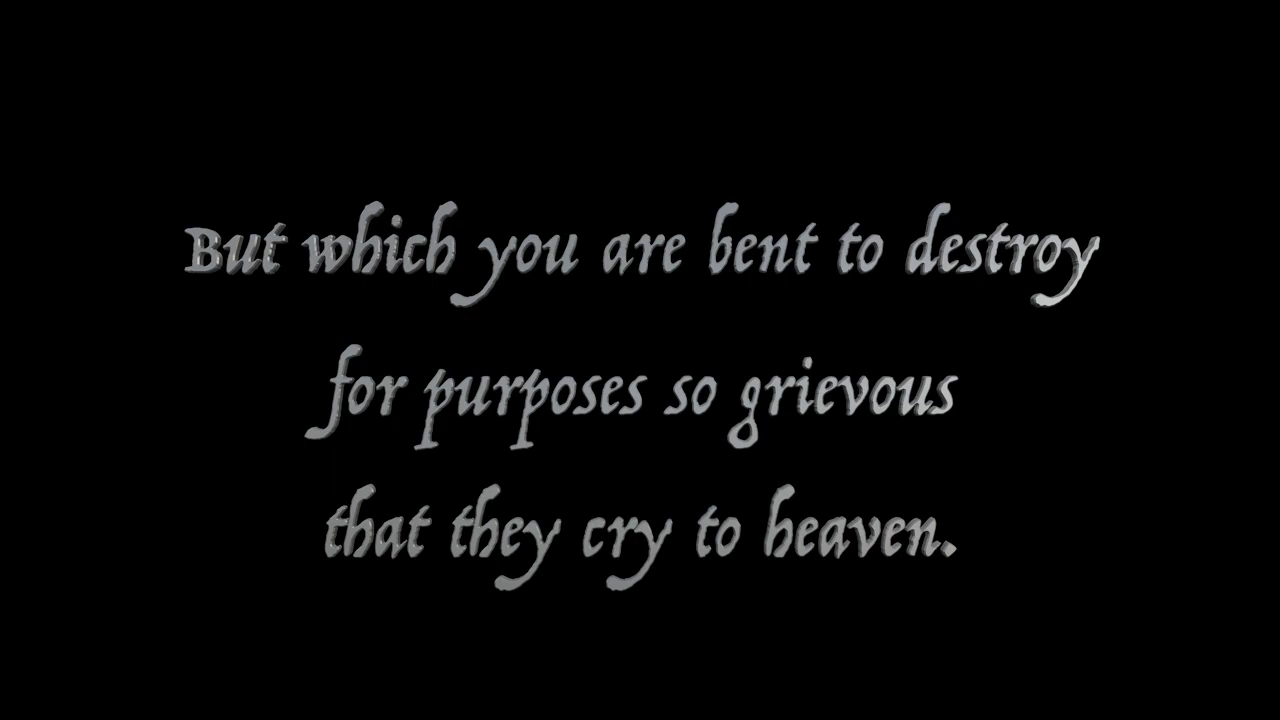 But which you are bent to destroy
for purposes so grievous
that they cry to heaven.